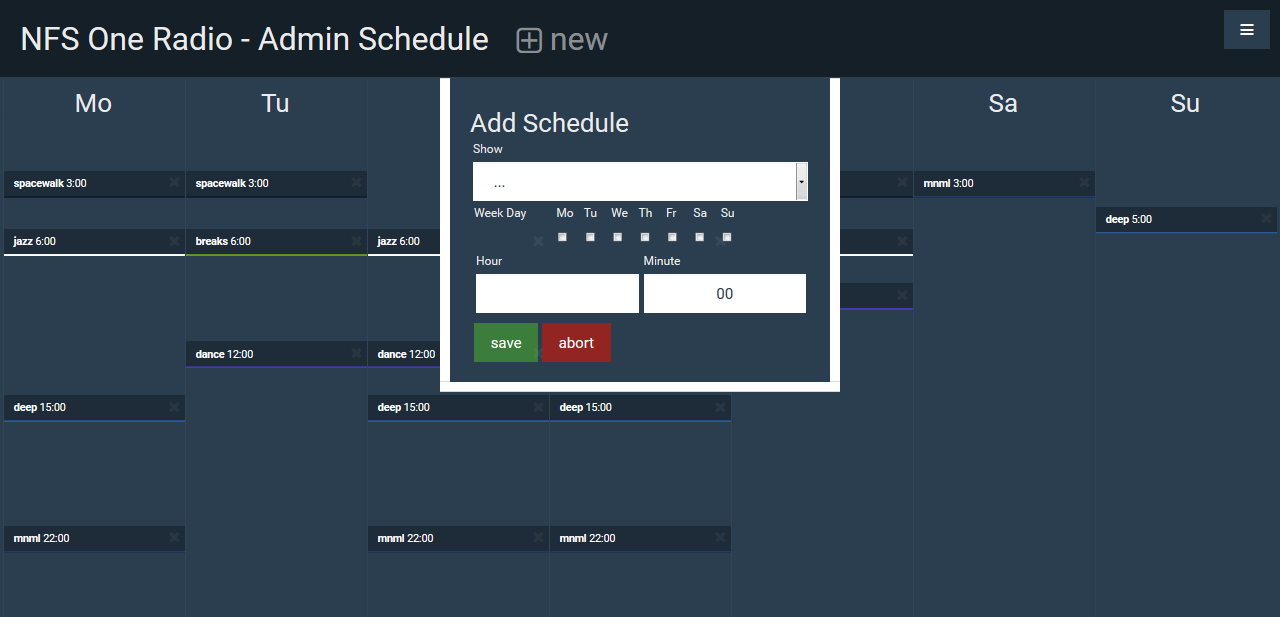 NFS One Radio - Admin Schedule new
Mo Tu Sa Su
Add Schedule
Show
...
Week Day Mo Tu We Th Fr Sa Su
Hour Minute
00
save abort
spacewalk 3:00 spacewalk 3:00 mnml 3:00
deep 5:00
jazz 6:00 breaks 6:00 jazz 6:00
dance 12:00 dance 12:00
deep 15:00 deep 15:00 deep 15:00
mnml 22:00 mnml 22:00 mnml 22:00